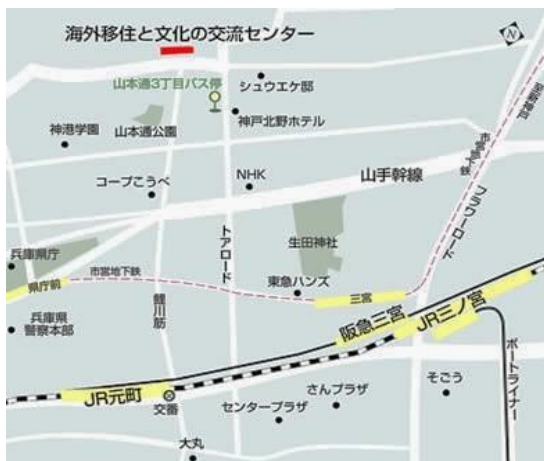 海外移住と文化の交流センター
N
山本通3丁目バス停
シュウエケ邸
神戸北野ホテル
神港学園
山本通公園
市営地下鉄
至新神戸
コープこうべ
NHK
山手幹線
フラワーロード
トアロード
生田神社
兵庫県庁
県庁前
市営地下鉄
東急ハンズ
三宮
鯉川筋
兵庫県
警察本部
阪急三宮
JR三ノ宮
ポートライナー
JR元町
交番
さんプラザ
そごう
センタープラザ
大丸